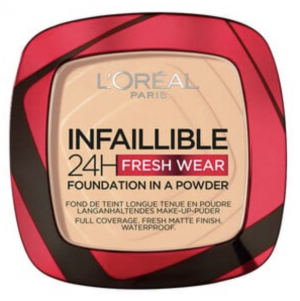 L'ORÉAL
PARIS
INFAILLIBLE
24H FRESH WEAR
FOUNDATION IN A POWDER
FOND DE TEINT LONGUE TENUE EN POUDRE
LANGANHALTENDES MAKE-UP-PUDER
FULL COVERAGE. FRESH MATTE FINISH.
WATERPROOF.